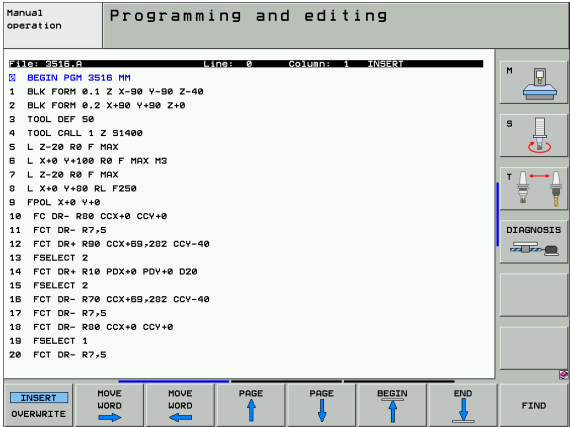 Manual
operation
Programming and editing
File: 3516.A Line: 0 Column: 1 INSERT
0 BEGIN PGM 3516 MM
1 BLK FORM 0.1 Z X-90 Y-90 Z-40
2 BLK FORM 0.2 X+90 Y+90 Z+0
3 TOOL DEF 50
4 TOOL CALL 1 Z S1400
5 L Z-20 R0 F MAX
6 L X+0 Y+100 R0 F MAX M3
7 L Z-20 R0 F MAX
8 L X+0 Y+80 RL F250
9 FPOL X+0 Y+0
10 FC DR- R80 CCX+0 CCY+0
11 FCT DR- R7,5
12 FCT DR+ R90 CCX+69,282 CCY-40
13 FSELECT 2
14 FCT DR+ R10 PDX+0 PDY+0 D20
15 FSELECT 2
16 FCT DR- R70 CCX+69,282 CCY-40
17 FCT DR- R7,5
18 FCT DR- R80 CCX+0 CCY+0
19 FSELECT 1
20 FCT DR- R7,5
M
S
T
DIAGNOSIS
INSERT
OVERWRITE
MOVE
WORD
MOVE
WORD
PAGE
PAGE
BEGIN
END
FIND